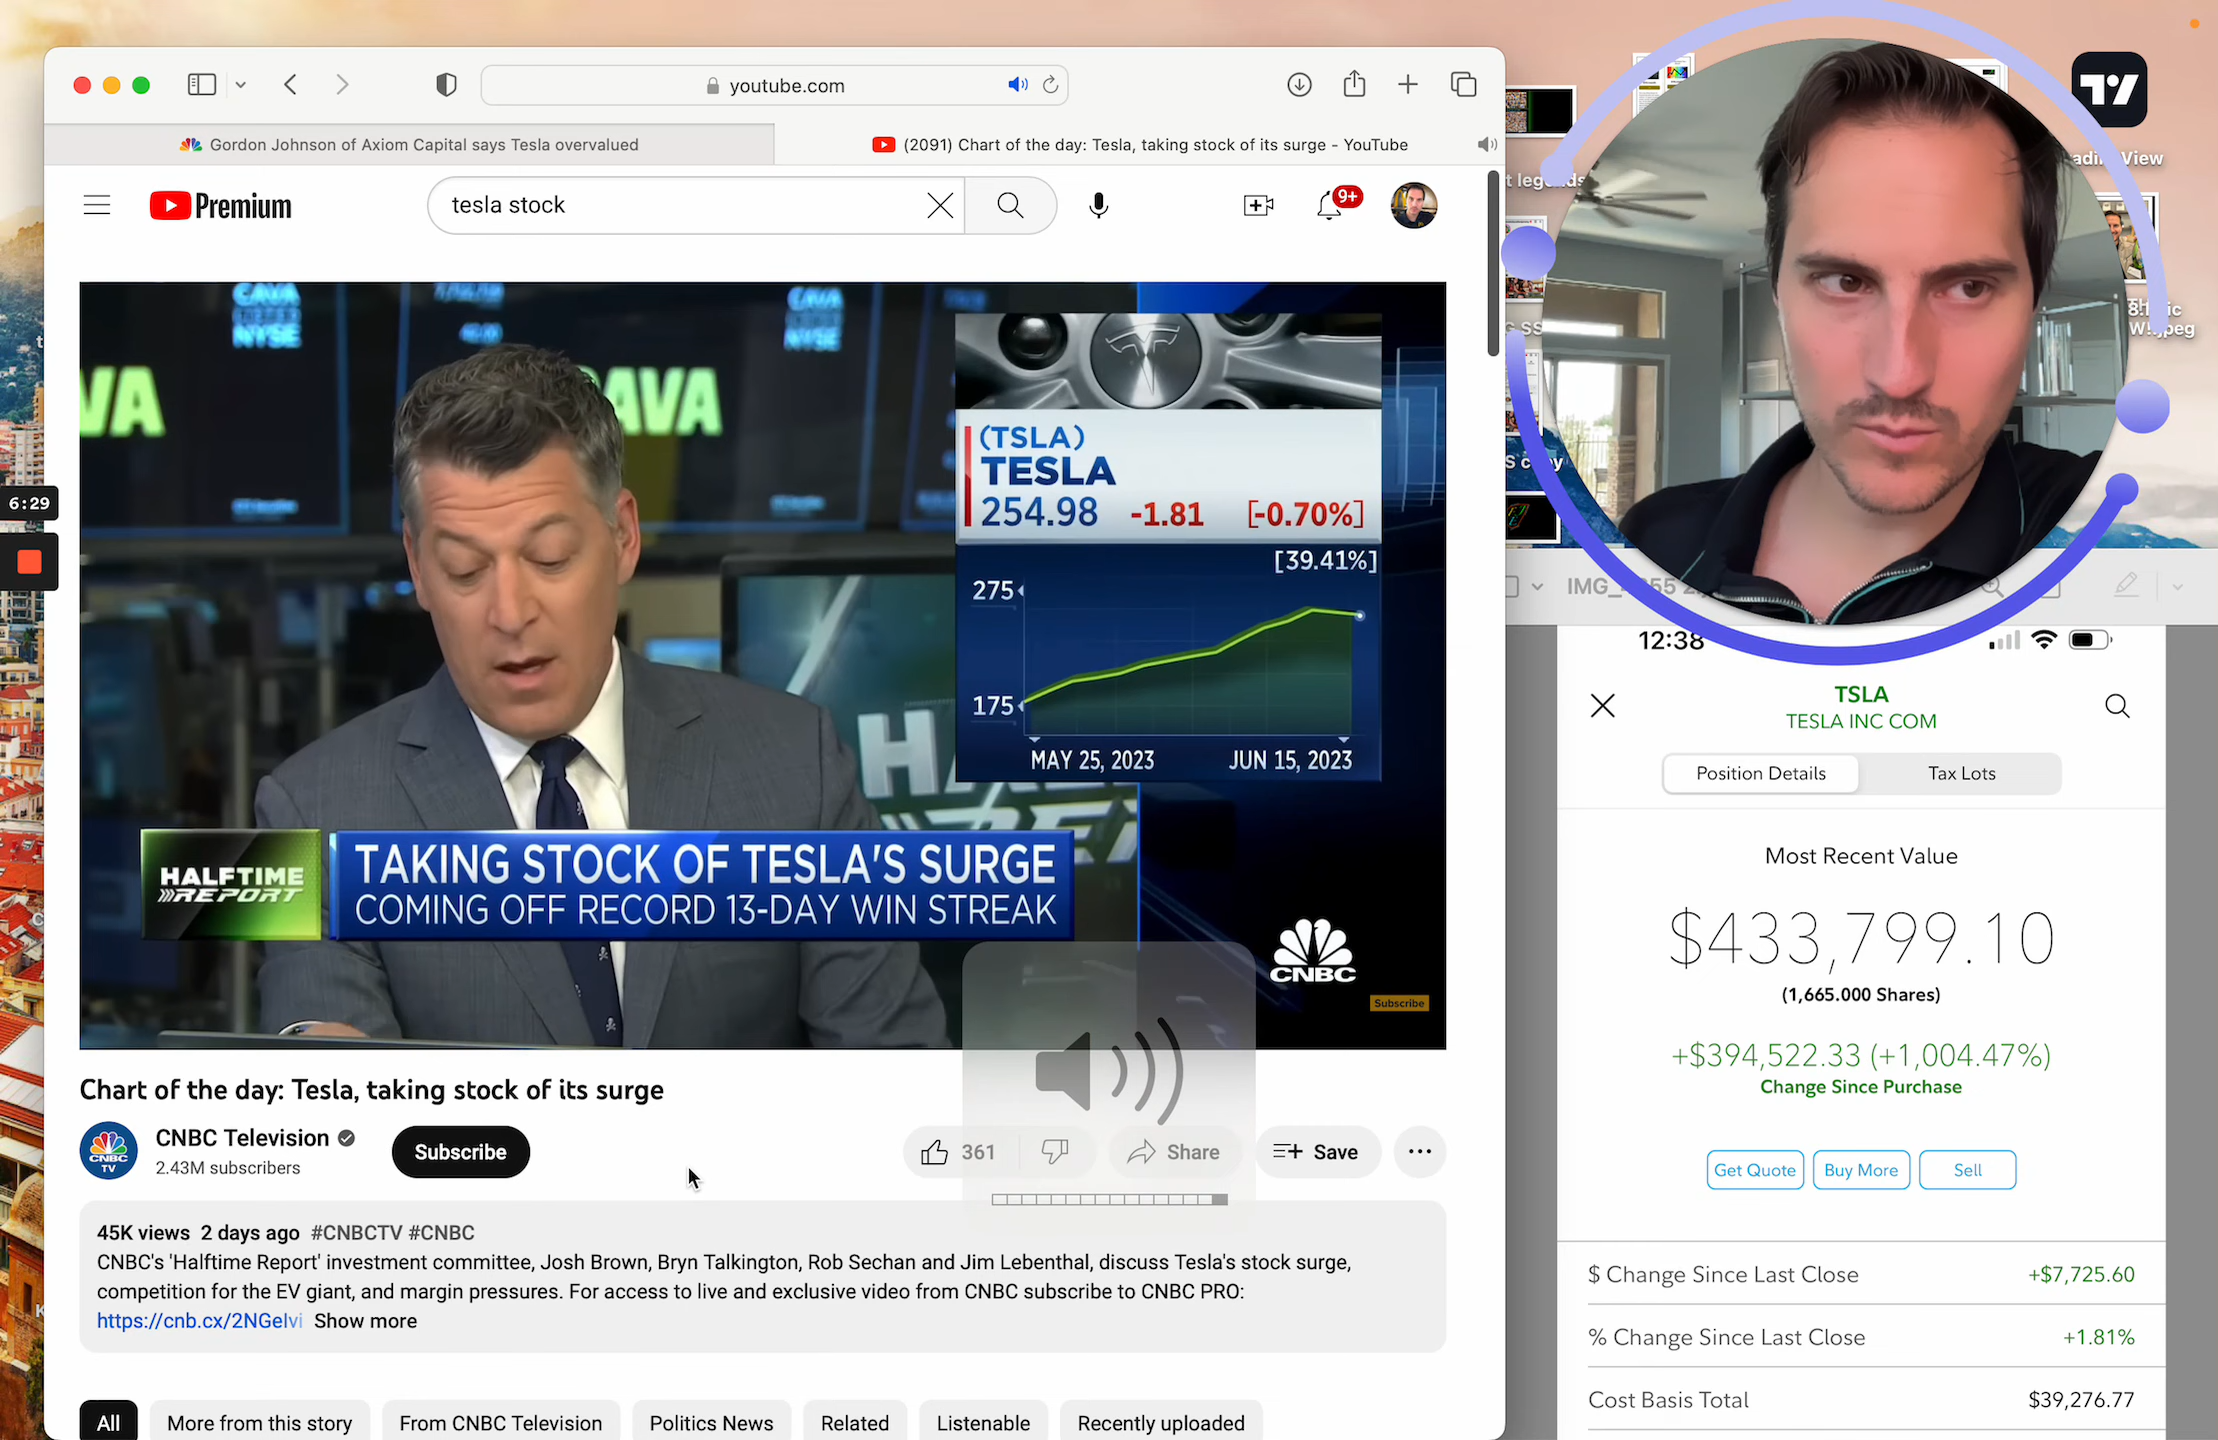 youtube.com
Gordon Johnson of Axiom Capital says Tesla overvalued
(2091) Chart of the day: Tesla, taking stock of its surge - YouTube
Premium
tesla stock
9+
CAVA
NYSE
CAVA
NYSE
VA
CAVA
(TSLA)
TESLA
254.98 -1.81 [-0.70%]
[39.41%]
275
175
MAY 25, 2023 JUN 15, 2023
HALFTIME
REPORT
TAKING STOCK OF TESLA'S SURGE
COMING OFF RECORD 13-DAY WIN STREAK
CNBC
Subscribe
6:29
Chart of the day: Tesla, taking stock of its surge
CNBC
TV
CNBC Television
2.43M subscribers
Subscribe
361
Share
Save
45K views 2 days ago #CNBCTV #CNBC
CNBC's 'Halftime Report' investment committee, Josh Brown, Bryn Talkington, Rob Sechan and Jim Lebenthal, discuss Tesla's stock surge,
competition for the EV giant, and margin pressures. For access to live and exclusive video from CNBC subscribe to CNBC PRO:
https://cnb.cx/2NGeIvi Show more
All
More from this story
From CNBC Television
Politics News
Related
Listenable
Recently uploaded
12:38
TSLA
TESLA INC COM
Position Details
Tax Lots
Most Recent Value
$433,799.10
(1,665.000 Shares)
+$394,522.33 (+1,004.47%)
Change Since Purchase
Get Quote
Buy More
Sell
$ Change Since Last Close +$7,725.60
% Change Since Last Close +1.81%
Cost Basis Total $39,276.77